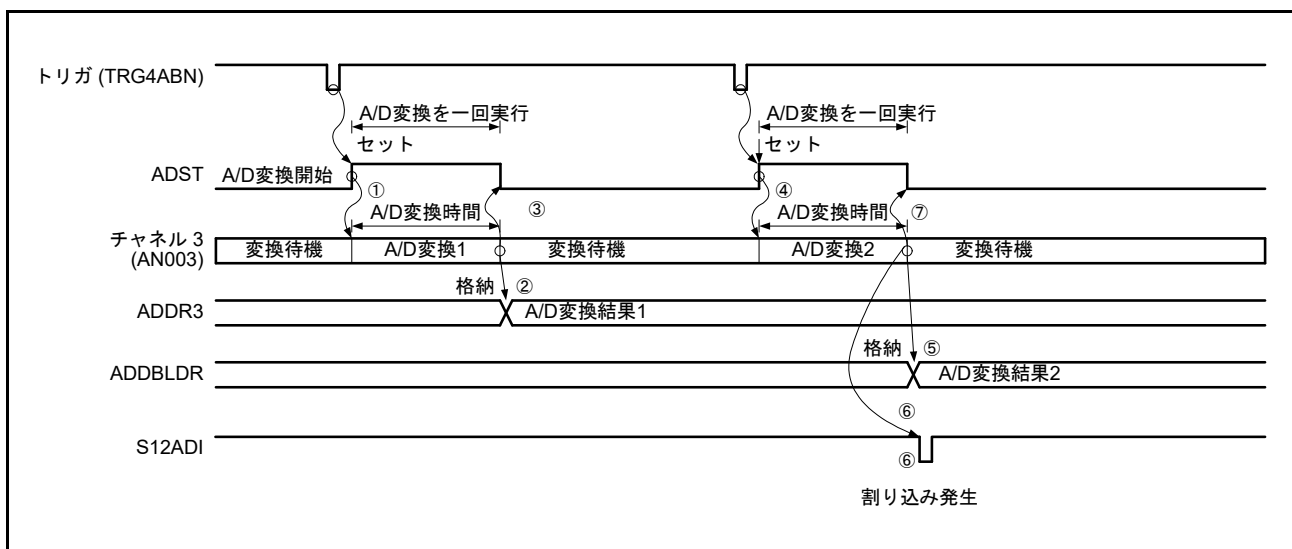 トリガ (TRG4ABN)
A/D変換を一回実行
A/D変換を一回実行
セット
セット
ADST
A/D変換開始
①
③
④
⑦
A/D変換時間
A/D変換時間
チャネル 3
(AN003)
変換待機
A/D変換1
変換待機
A/D変換2
変換待機
格納
②
ADDR3
A/D変換結果1
格納
⑤
ADDBLDR
A/D変換結果2
⑥
S12ADI
⑥
割り込み発生